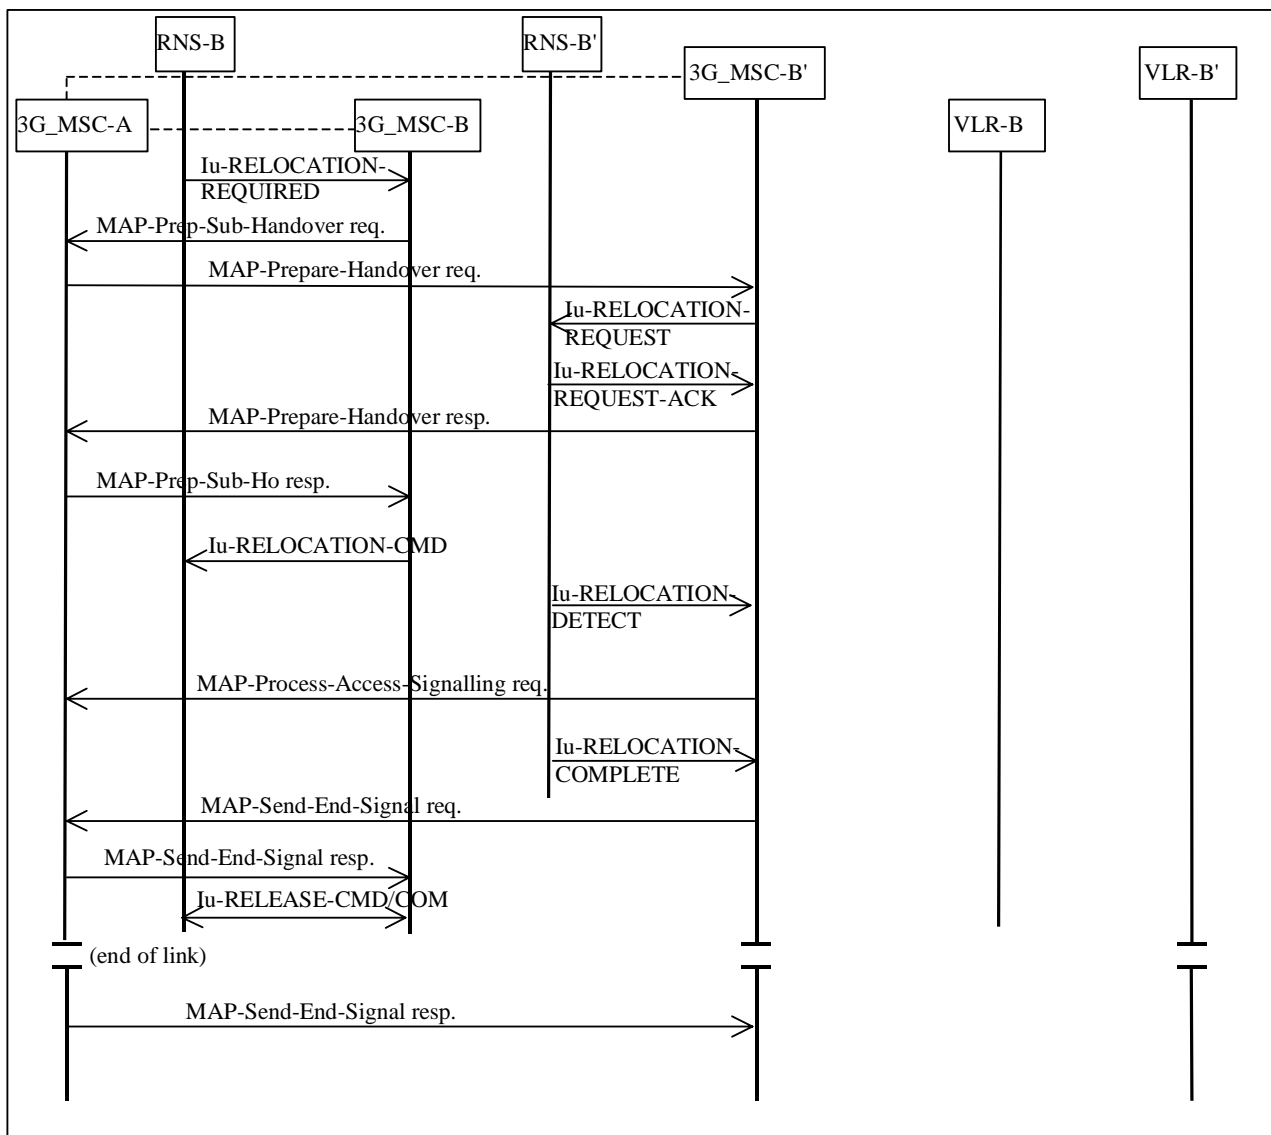 RNS-B
RNS-B'
3G_MSC-B'
VLR-B'
3G_MSC-A
3G_MSC-B
VLR-B
Iu-RELOCATION-
REQUIRED
MAP-Prep-Sub-Handover req.
MAP-Prepare-Handover req.
Iu-RELOCATION-
REQUEST
Iu-RELOCATION-
REQUEST-ACK
MAP-Prepare-Handover resp.
MAP-Prep-Sub-Ho resp.
Iu-RELOCATION-CMD
Iu-RELOCATION-
DETECT
MAP-Process-Access-Signalling req.
Iu-RELOCATION-
COMPLETE
MAP-Send-End-Signal req.
MAP-Send-End-Signal resp.
Iu-RELEASE-CMD/COM
(end of link)
MAP-Send-End-Signal resp.